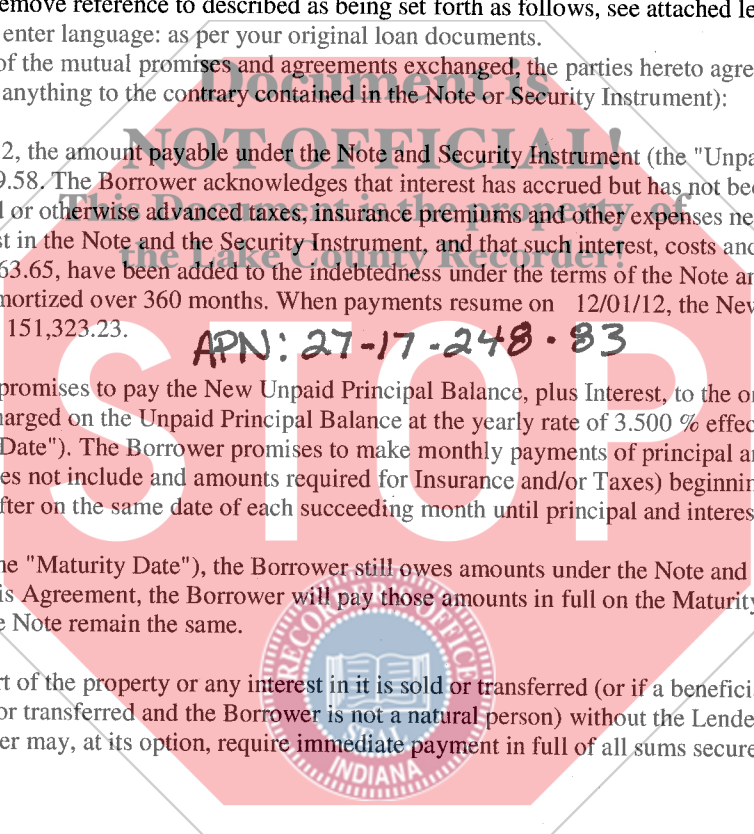 emove reference to described as being set forth as follows, see attached le
enter language: as per your original loan documents.
of the mutual promises and agreements exchanged, the parties hereto agre
anything to the contrary contained in the Note or Security Instrument):
Document is
NOT OFFICIAL!
This Document is the property of
the Lake County Recorder!
2, the amount payable under the Note and Security Instrument (the "Unpa
9.58. The Borrower acknowledges that interest has accrued but has not bee
l or otherwise advanced taxes, insurance premiums and other expenses ne
st in the Note and the Security Instrument, and that such interest, costs and
63.65, have been added to the indebtedness under the terms of the Note an
mortized over 360 months. When payments resume on 12/01/12, the New
151,323.23.
APN: 27-17-248-83
STOP
promises to pay the New Unpaid Principal Balance, plus Interest, to the o
harged on the Unpaid Principal Balance at the yearly rate of 3.500 % effec
Date"). The Borrower promises to make monthly payments of principal a
es not include and amounts required for Insurance and/or Taxes) beginnin
fter on the same date of each succeeding month until principal and interes
he "Maturity Date"), the Borrower still owes amounts under the Note and
is Agreement, the Borrower will pay those amounts in full on the Maturity
e Note remain the same.
RECORDER'S OFFICE
SEAL
INDIANA
rt of the property or any interest in it is sold or transferred (or if a benefici
or transferred and the Borrower is not a natural person) without the Lende
er may, at its option, require immediate payment in full of all sums secure